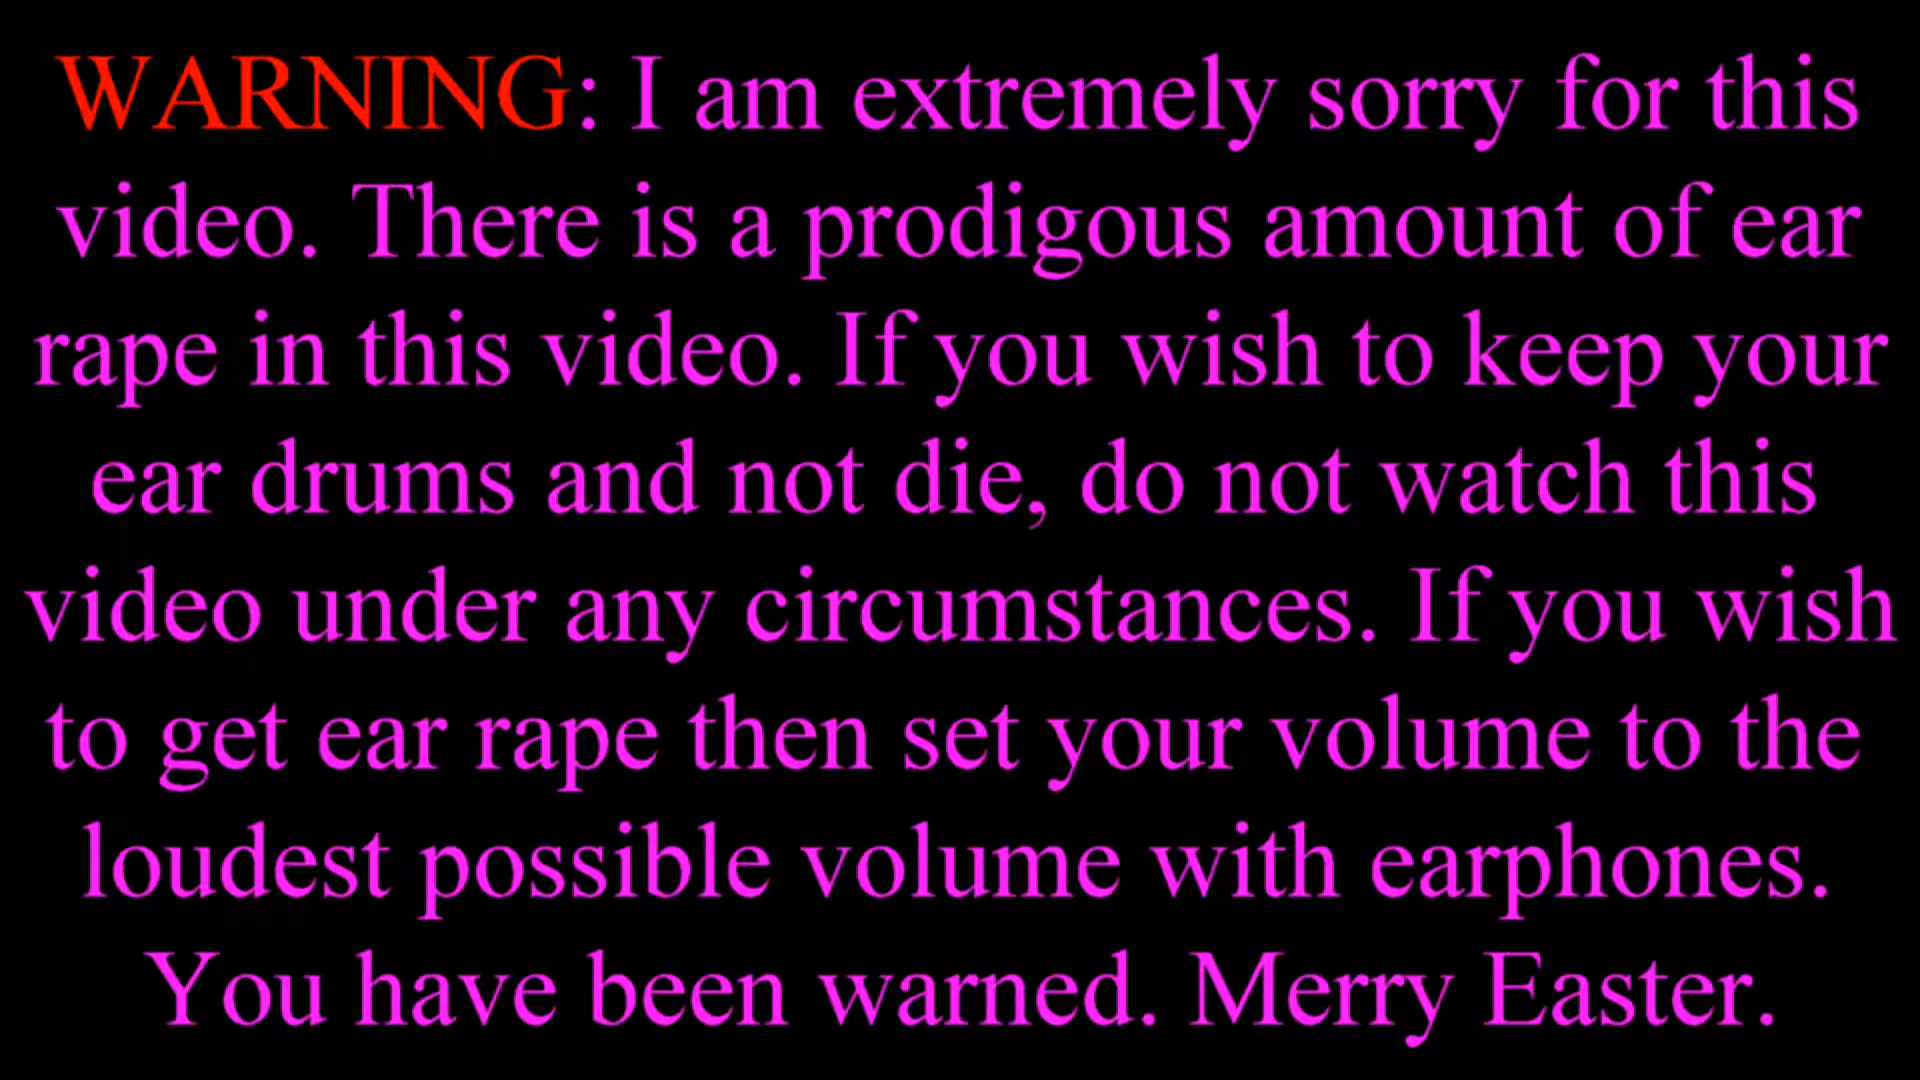 WARNING: I am extremely sorry for this
video. There is a prodigous amount of ear
rape in this video. If you wish to keep your
ear drums and not die, do not watch this
video under any circumstances. If you wish
to get ear rape then set your volume to the
loudest possible volume with earphones.
You have been warned. Merry Easter.